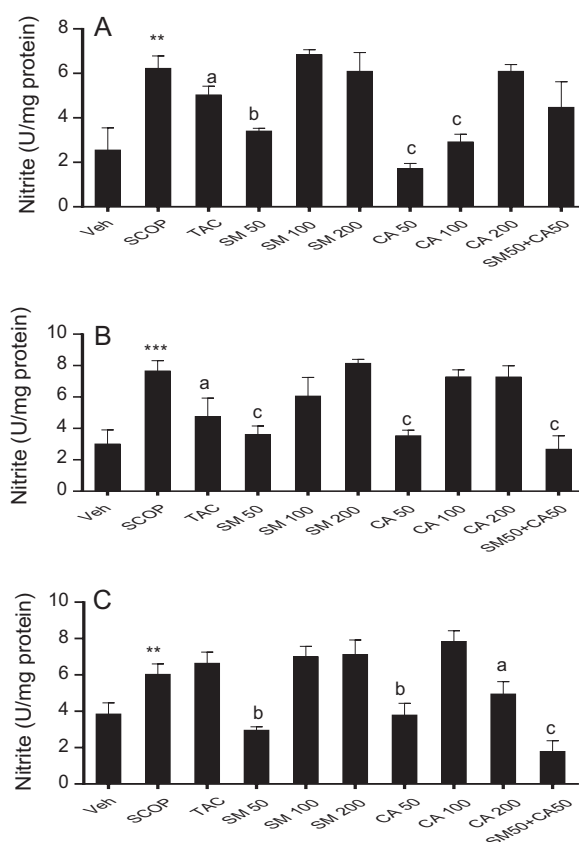 A
Nitrite (U/mg protein)
8
6
4
2
0
**
a
b
c
c
Veh
SCOP
TAC
SM 50
SM 100
SM 200
CA 50
CA 100
CA 200
SM50+CA50
B
Nitrite (U/mg protein)
10
8
6
4
2
0
***
a
c
c
c
Veh
SCOP
TAC
SM 50
SM 100
SM 200
CA 50
CA 100
CA 200
SM50+CA50
C
Nitrite (U/mg protein)
10
8
6
4
2
0
**
b
b
a
c
Veh
SCOP
TAC
SM 50
SM 100
SM 200
CA 50
CA 100
CA 200
SM50+CA50